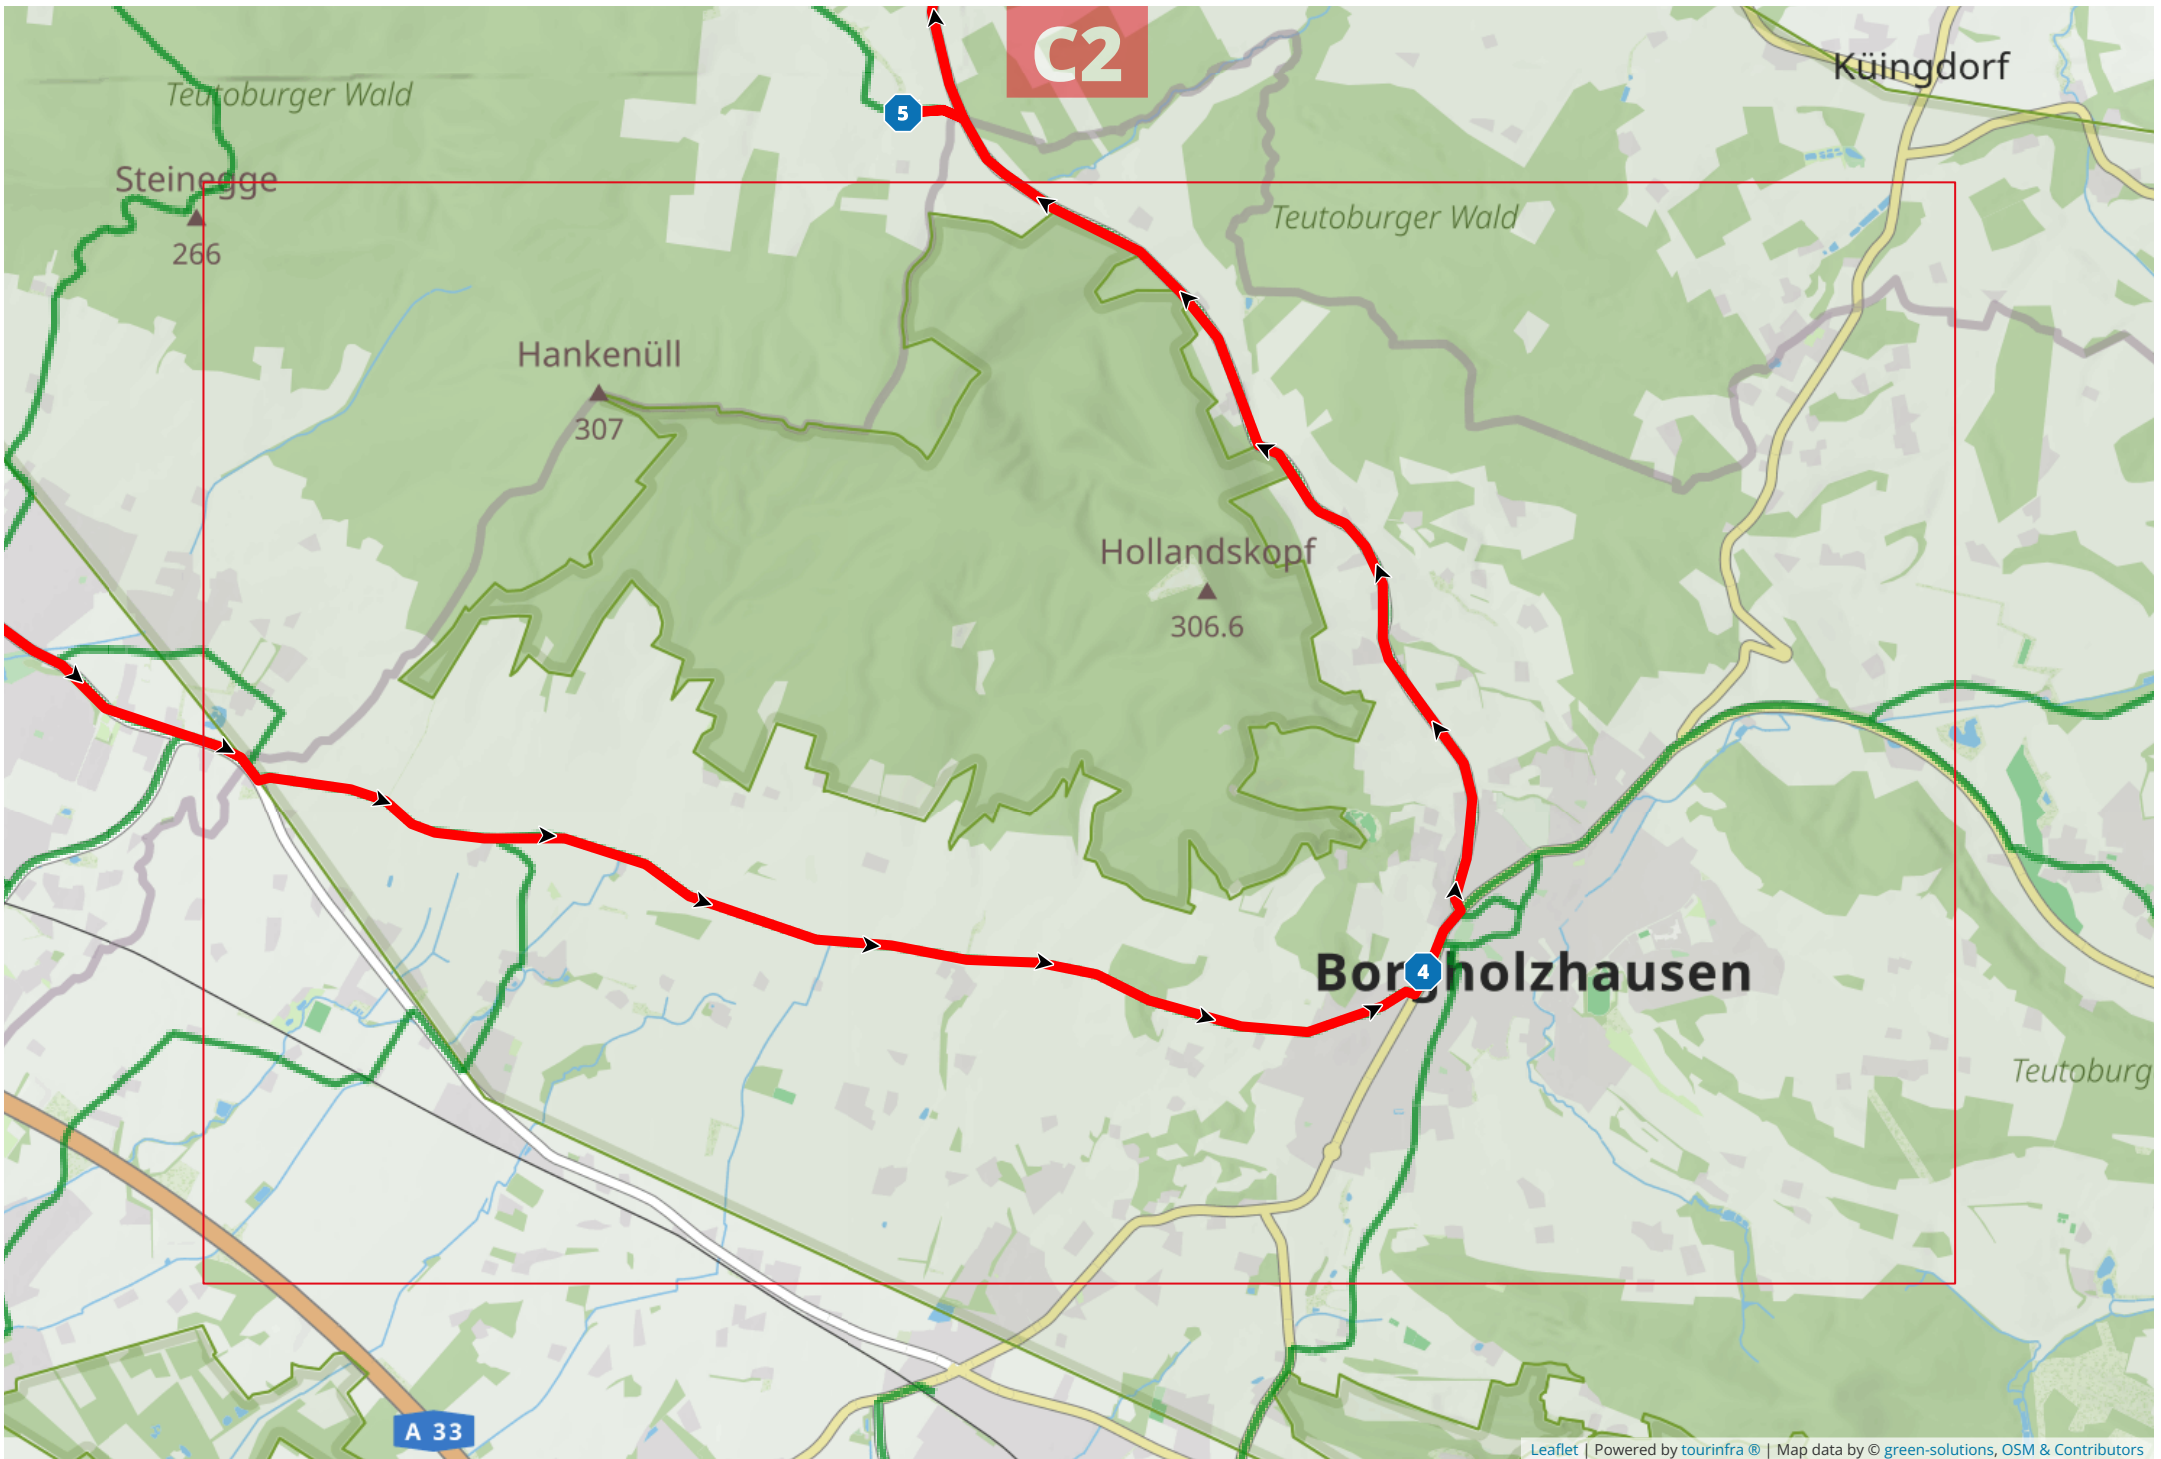 C2
Küingdorf
Teutoburger Wald
5
Steinegge
266
Teutoburger Wald
Hankenüll
307
Hollandskopf
306.6
Borgholzhausen
4
Teutoburg
A 33
Leaflet | Powered by tourinfra ® | Map data by © green-solutions, OSM & Contributors